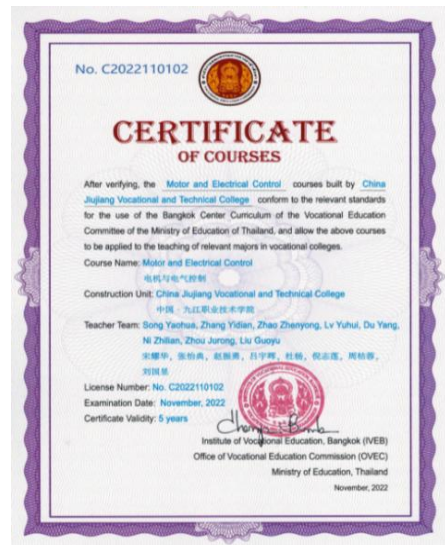 No. C2022110102
CERTIFICATE
OF COURSES
After verifying, the Motor and Electrical Control courses built by China
Jiujiang Vocational and Technical College conform to the relevant standards
for the use of the Bangkok Center Curriculum of the Vocational Education
Committee of the Ministry of Education of Thailand, and allow the above courses
to be applied to the teaching of relevant majors in vocational colleges.
Course Name: Motor and Electrical Control
电机与电气控制
Construction Unit: China Jiujiang Vocational and Technical College
中国·九江职业技术学院
Teacher Team: Song Yaohua, Zhang Yidian, Zhao Zhenyong, Lv Yuhui, Du Yang,
Ni Zhilian, Zhou Jurong, Liu Guoyu
宋耀华, 张怡典, 赵振勇, 吕宇晖, 杜杨, 倪志莲,
License Number: No. C2022110102
Examination Date: November, 2022
Certificate Validity: 5 years
Institute of Vocational Education, Bangkok (IVEB)
Office of Vocational Education Commission (OVEC)
Ministry of Education, Thailand
November, 2022